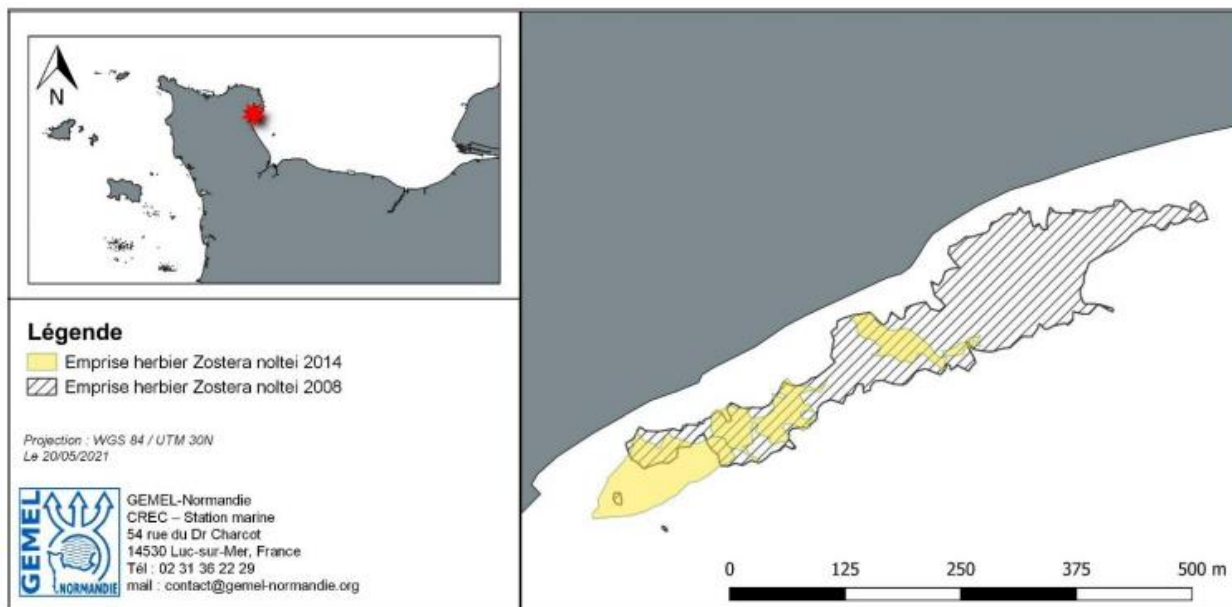 N
Légende
Emprise herbier Zostera noltei 2014
Emprise herbier Zostera noltei 2008
Projection : WGS 84 / UTM 30N
Le 20/05/2021
GEMEL
NORMANDIE
GEMEL-Normandie
CREC – Station marine
54 rue du Dr Charcot
14530 Luc-sur-Mer, France
Tél : 02 31 36 22 29
mail : contact@gemel-normandie.org
0 125 250 375 500 m